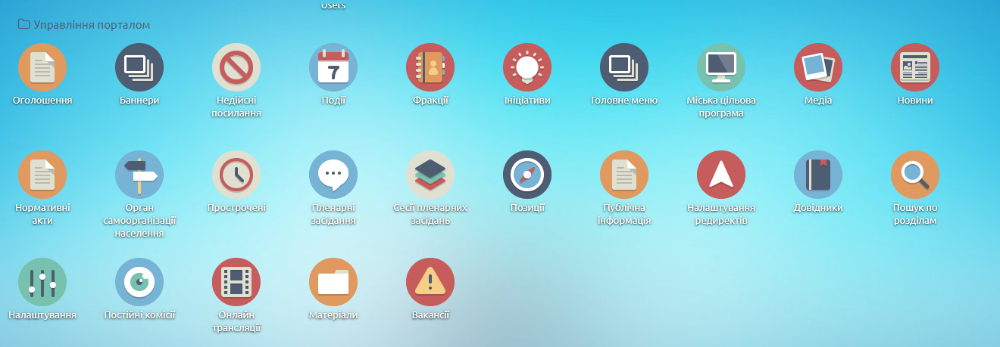 Users
Управління порталом
Оголошення
Баннери
Недійсні
посилання
Події
7
Фракції
Ініціативи
Головне меню
Міська цільова
програма
Медіа
Новини
Нормативні
акти
Орган
самоорганізації
населення
Прострочені
Пленарні
засідання
Сесії пленарних
засідань
Позиції
Публічна
інформація
Налаштування
редиректів
Довідники
Пошук по
розділам
Налаштування
Постійні комісії
Онлайн
трансляції
Матеріали
Вакансії